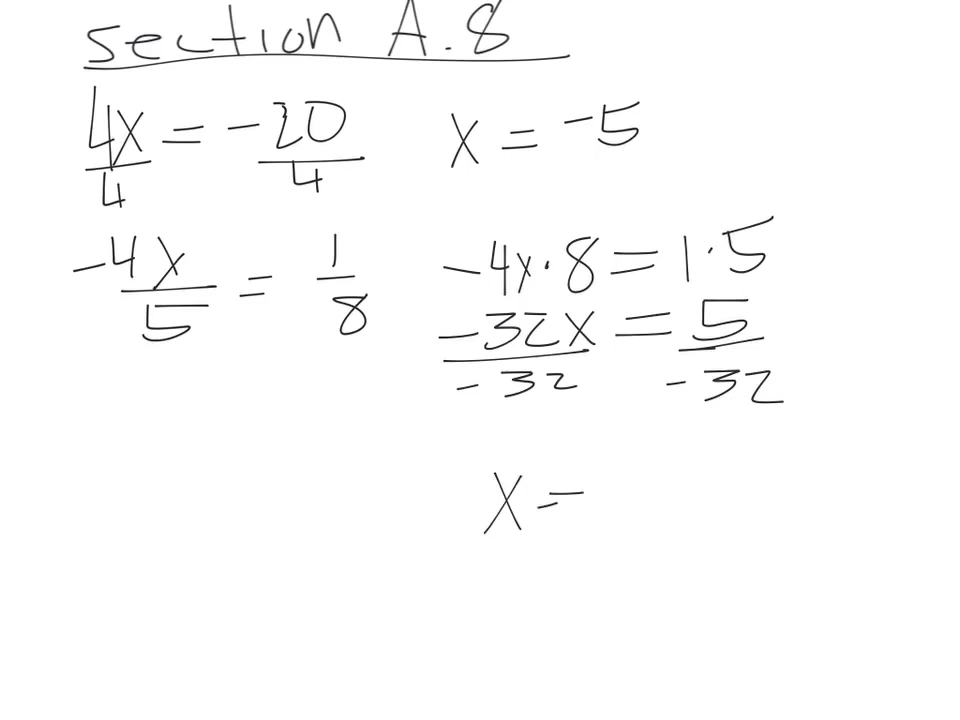 section A.8
4x/4 = -20/4 x = -5
-4x/5 = 1/8 -4x·8 = 1·5
-32x/-32 = 5/-32
x =